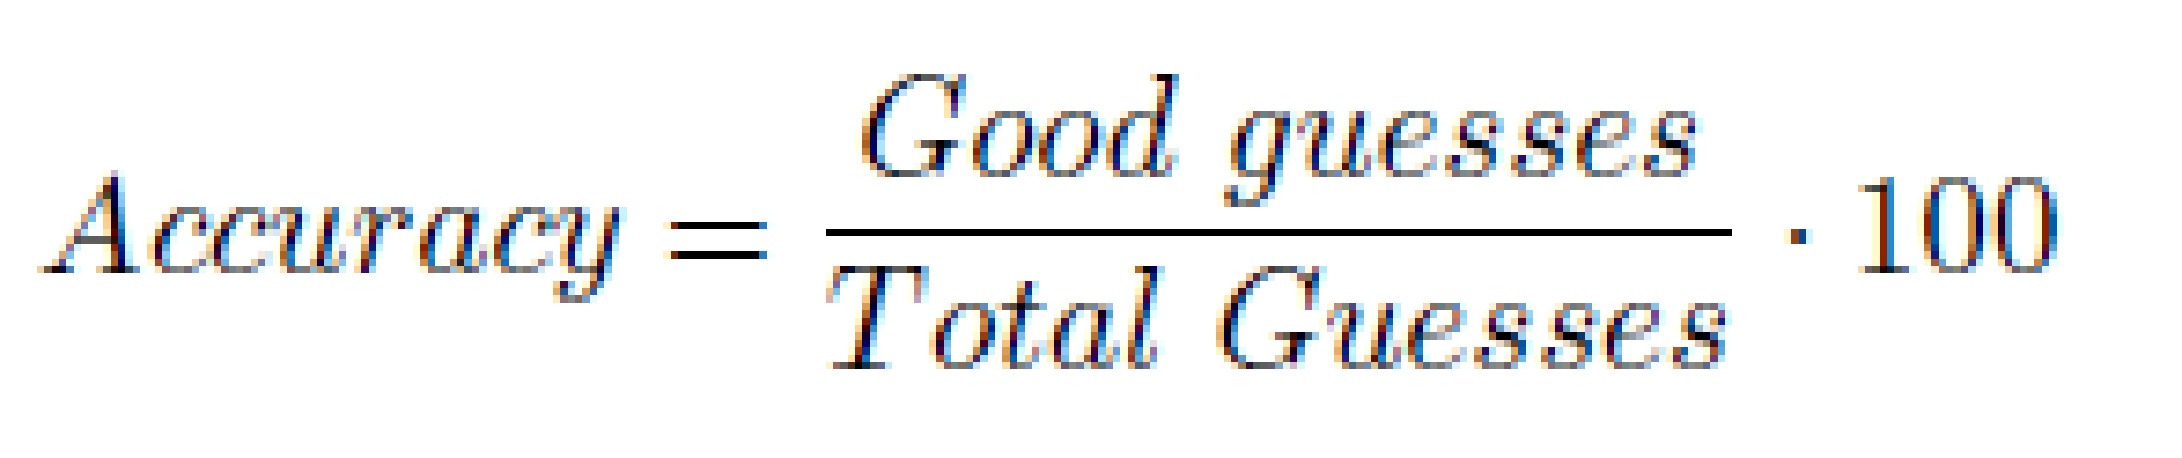 Good guesses
Accuracy = ──────── · 100
Total Guesses